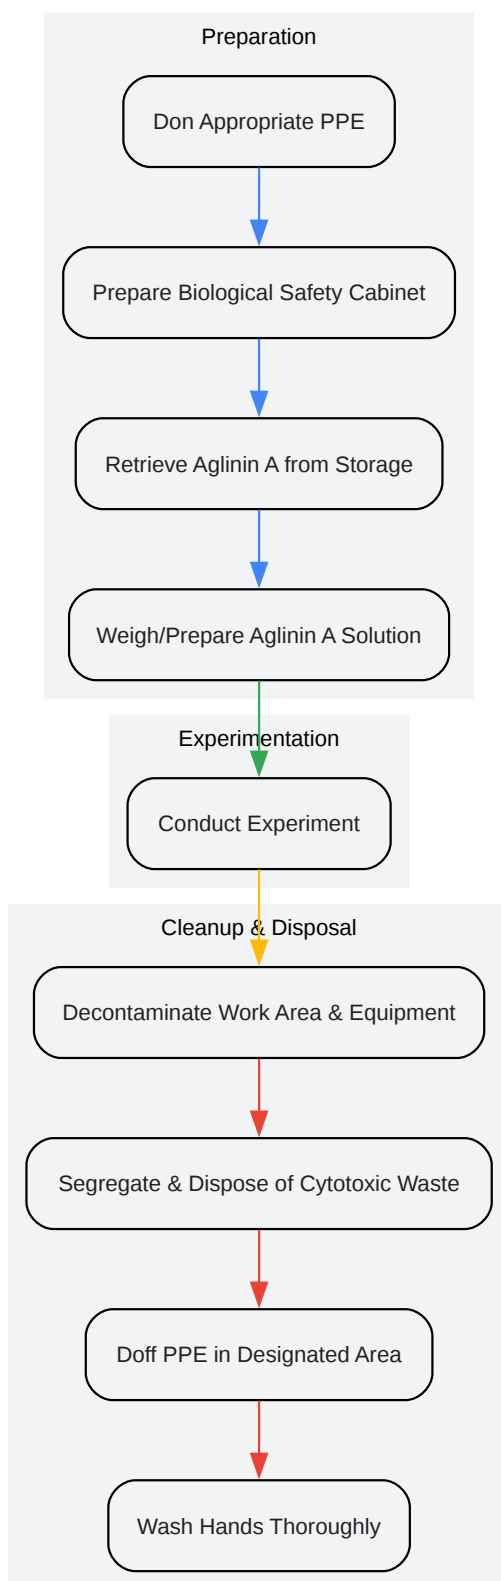 Preparation
Don Appropriate PPE
Prepare Biological Safety Cabinet
Retrieve Aglinin A from Storage
Weigh/Prepare Aglinin A Solution
Experimentation
Conduct Experiment
Cleanup & Disposal
Decontaminate Work Area & Equipment
Segregate & Dispose of Cytotoxic Waste
Doff PPE in Designated Area
Wash Hands Thoroughly